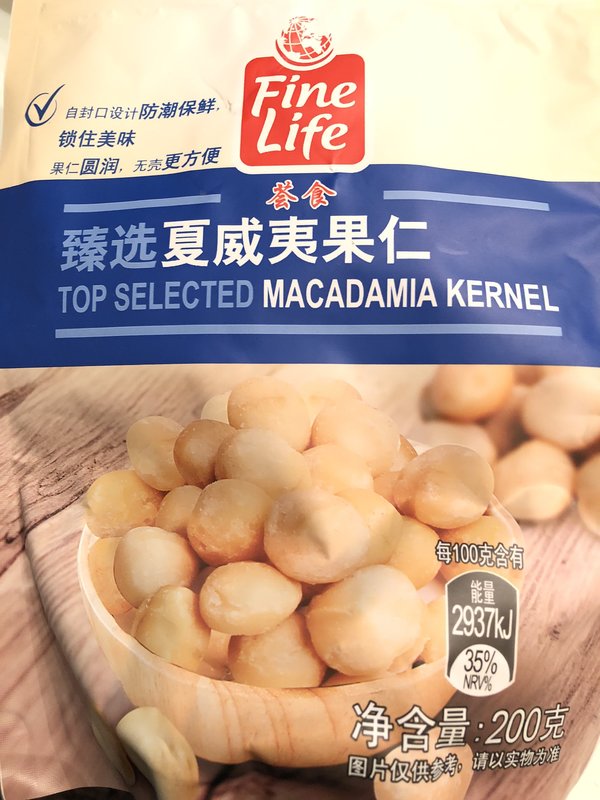 Fine
Life
自封口设计防潮保鲜,
锁住美味
果仁圆润, 无壳更方便
荟食
臻选夏威夷果仁
TOP SELECTED MACADAMIA KERNEL
每100克含有
能量
2937kJ
35%
NRV%
净含量:200克
图片仅供参考, 请以实物为准